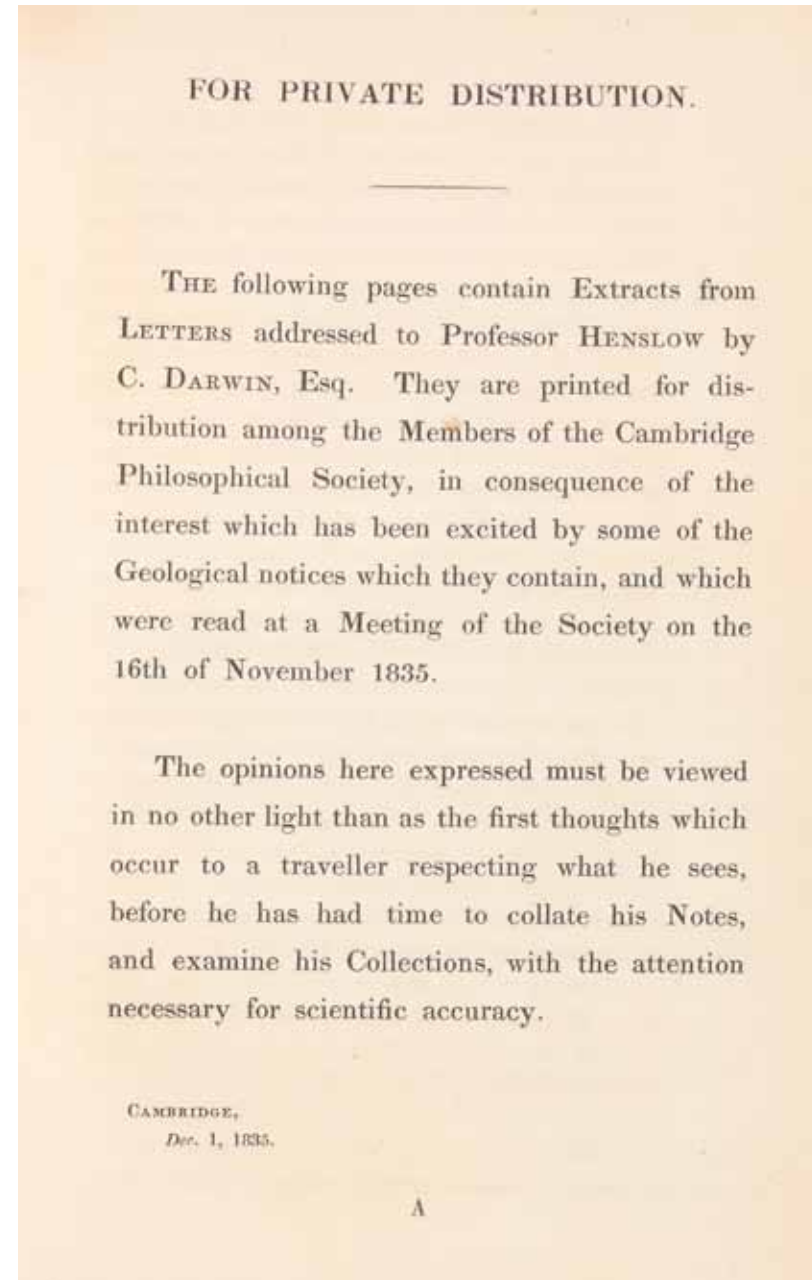 FOR PRIVATE DISTRIBUTION.
THE following pages contain Extracts from
LETTERS addressed to Professor HENSLOW by
C. DARWIN, Esq. They are printed for dis-
tribution among the Members of the Cambridge
Philosophical Society, in consequence of the
interest which has been excited by some of the
Geological notices which they contain, and which
were read at a Meeting of the Society on the
16th of November 1835.
The opinions here expressed must be viewed
in no other light than as the first thoughts which
occur to a traveller respecting what he sees,
before he has had time to collate his Notes,
and examine his Collections, with the attention
necessary for scientific accuracy.
CAMBRIDGE,
Dec. 1, 1835.
A